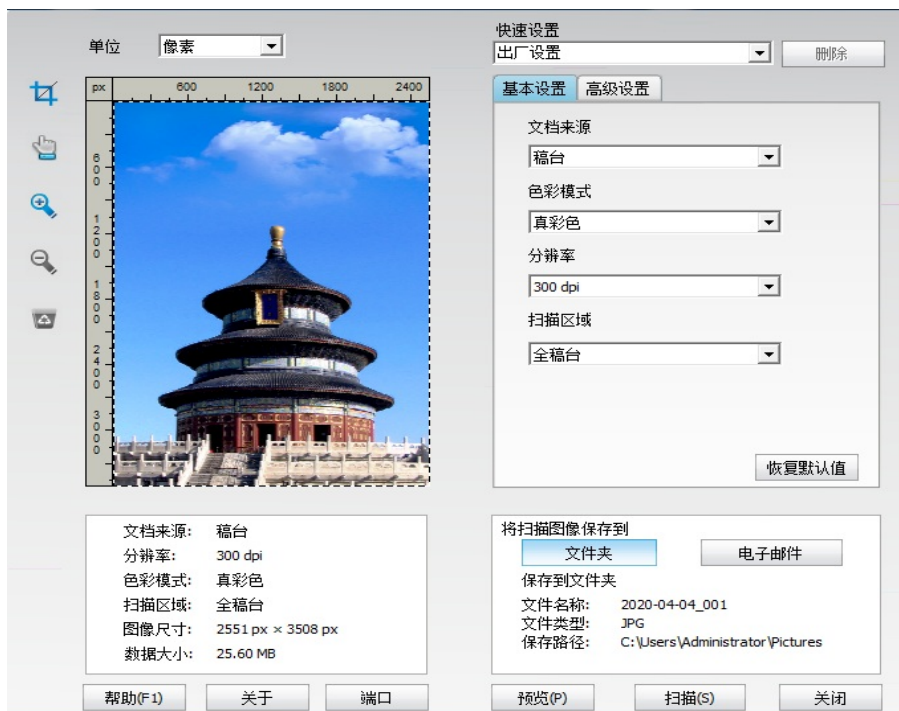 单位 像素
快速设置
出厂设置 删除
px 600 1200 1800 2400
600
1200
1800
2400
3000
基本设置 高级设置
文档来源
稿台
色彩模式
真彩色
分辨率
300 dpi
扫描区域
全稿台
恢复默认值
文档来源: 稿台
分辨率: 300 dpi
色彩模式: 真彩色
扫描区域: 全稿台
图像尺寸: 2551 px × 3508 px
数据大小: 25.60 MB
将扫描图像保存到
文件夹 电子邮件
保存到文件夹
文件名称: 2020-04-04_001
文件类型: JPG
保存路径: C:\Users\Administrator\Pictures
帮助(F1) 关于 端口 预览(P) 扫描(S) 关闭